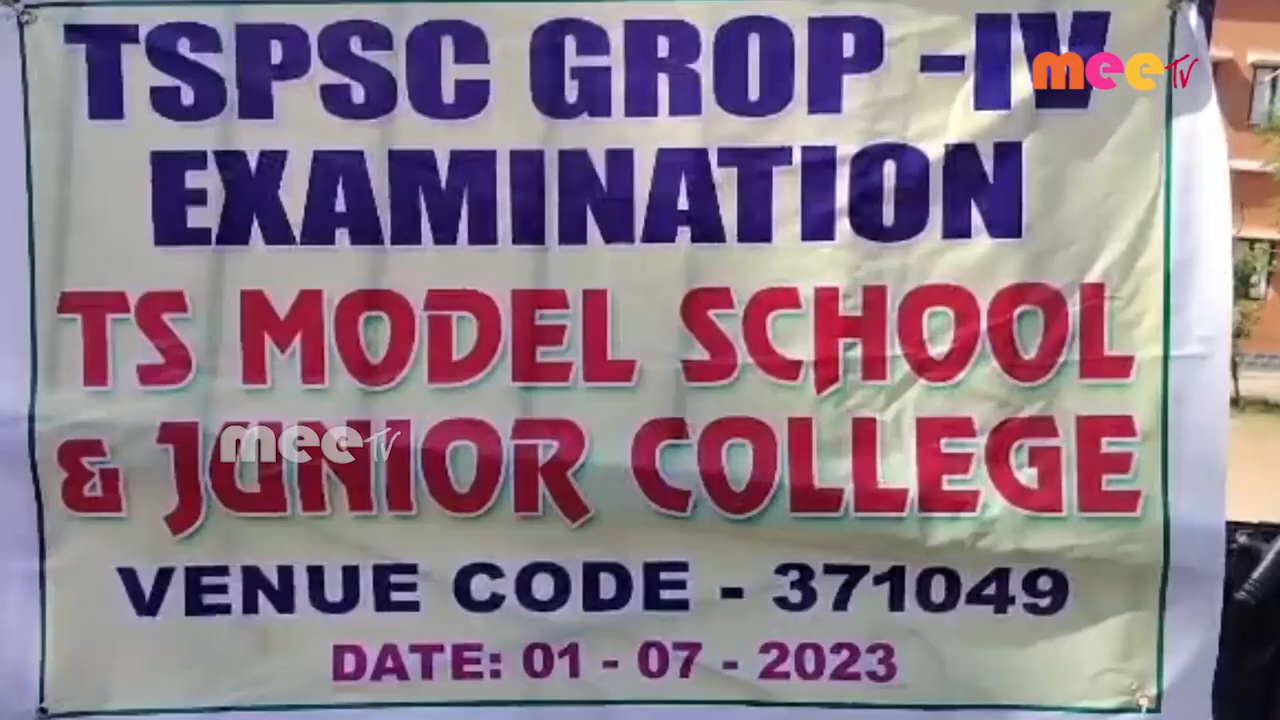 TSPSC GROP - IV
mee TV
EXAMINATION
TS MODEL SCHOOL
& JUNIOR COLLEGE
mee TV
VENUE CODE - 371049
DATE: 01 - 07 - 2023